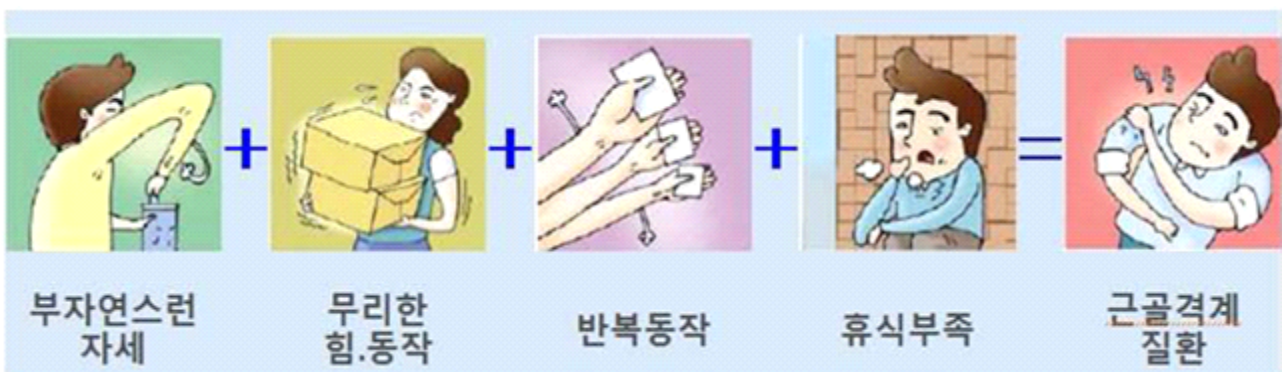 부자연스런
자세
무리한
힘.동작
반복동작
휴식부족
근골격계
질환